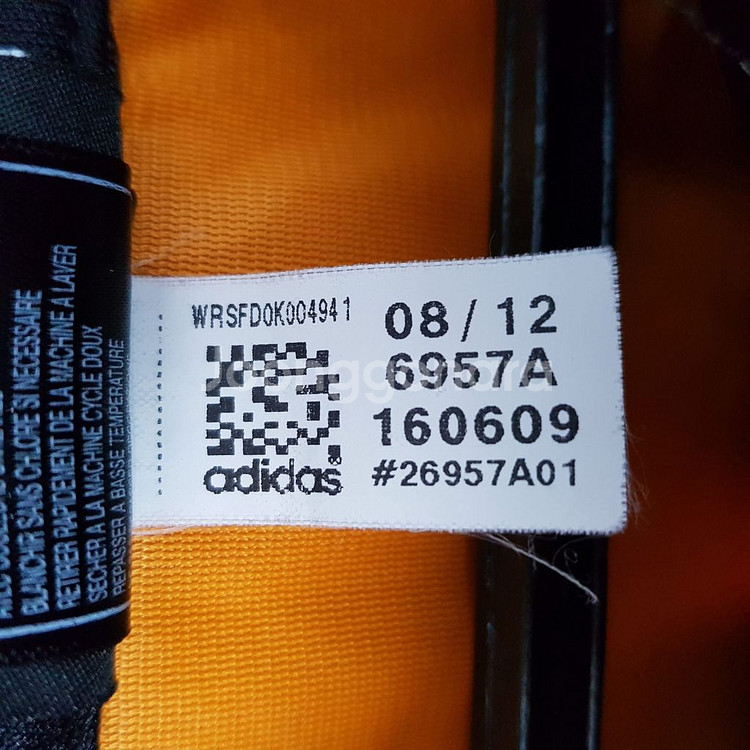 WRSFD0K004941
08/12
6957A
160609
#26957A01
adidas®
BLANCHIR SANS CHLORE SI NECESSAIRE
RETIRER RAPIDEMENT DE LA MACHINE A LAVER
SECHER A LA MACHINE CYCLE DOUX
REPASSER A BASSE TEMPERATURE
Joonggonara